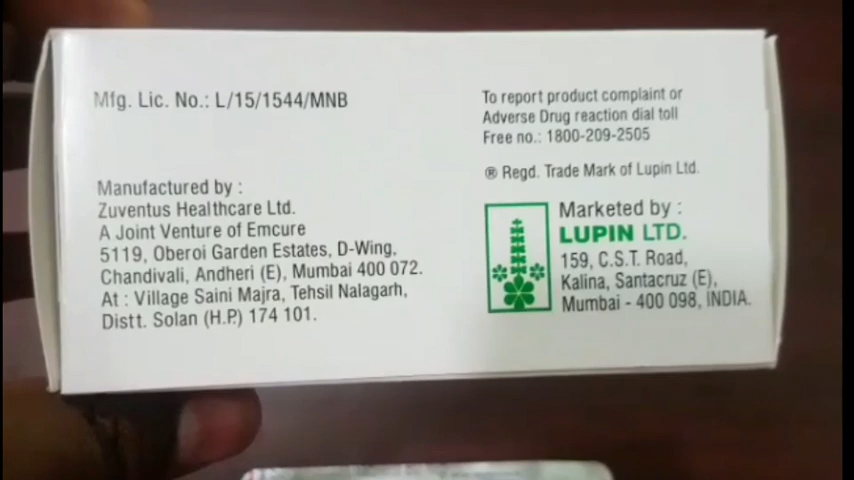 Mfg. Lic. No.: L/15/1544/MNB
Manufactured by :
Zuventus Healthcare Ltd.
A Joint Venture of Emcure
5119, Oberoi Garden Estates, D-Wing,
Chandivali, Andheri (E), Mumbai 400 072.
At : Village Saini Majra, Tehsil Nalagarh,
Distt. Solan (H.P.) 174 101.
To report product complaint or
Adverse Drug reaction dial toll
Free no.: 1800-209-2505
® Regd. Trade Mark of Lupin Ltd.
Marketed by :
LUPIN LTD.
159, C.S.T. Road,
Kalina, Santacruz (E),
Mumbai - 400 098, INDIA.